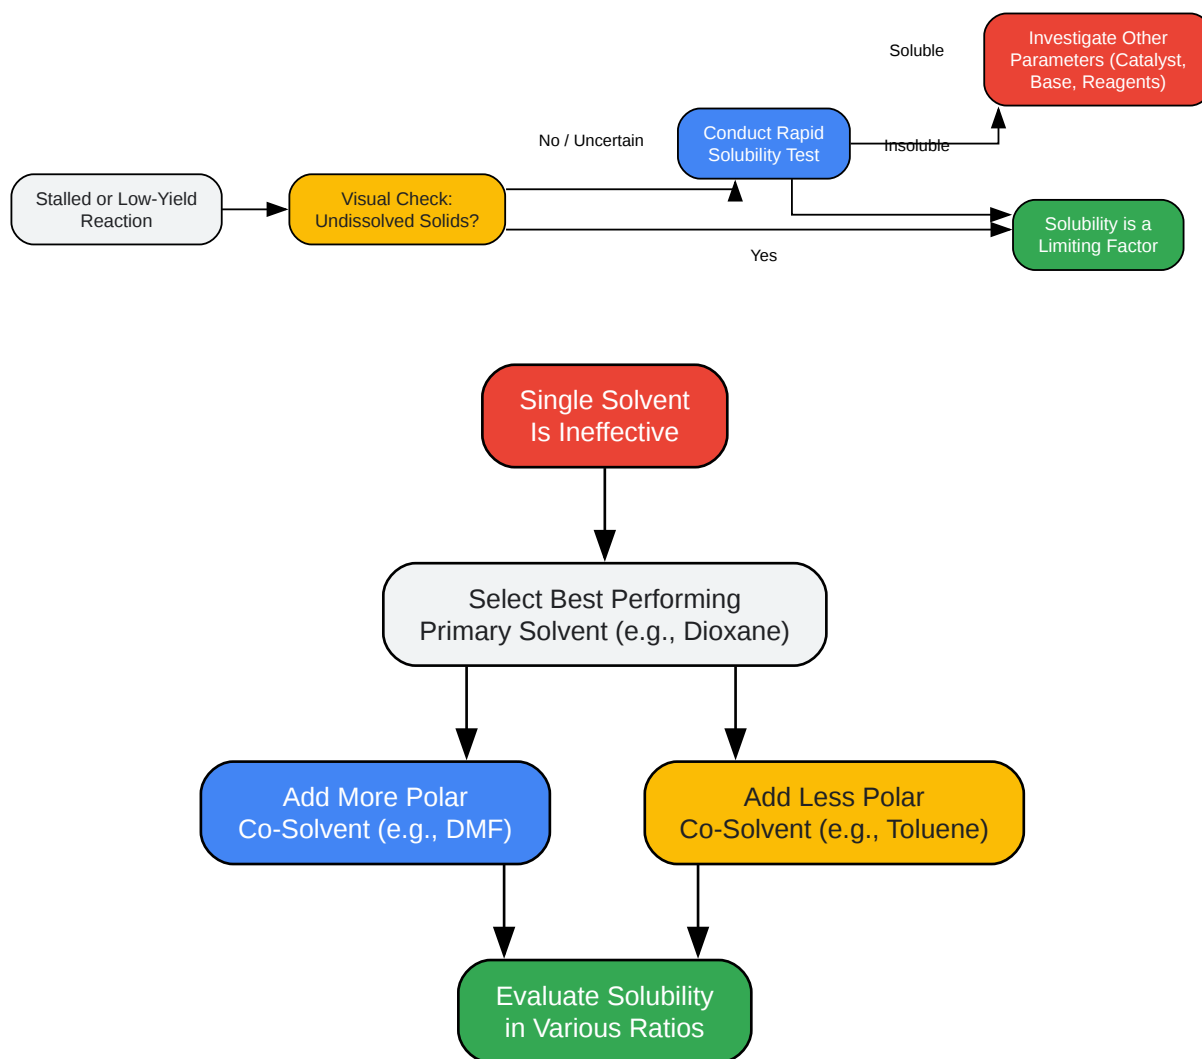 Stalled or Low-Yield
Reaction
Visual Check:
Undissolved Solids?
No / Uncertain
Yes
Conduct Rapid
Solubility Test
Soluble
Insoluble
Investigate Other
Parameters (Catalyst,
Base, Reagents)
Solubility is a
Limiting Factor
Single Solvent
Is Ineffective
Select Best Performing
Primary Solvent (e.g., Dioxane)
Add More Polar
Co-Solvent (e.g., DMF)
Add Less Polar
Co-Solvent (e.g., Toluene)
Evaluate Solubility
in Various Ratios